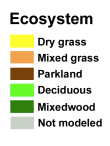 Ecosystem
Dry grass
Mixed grass
Parkland
Deciduous
Mixedwood
Not modeled